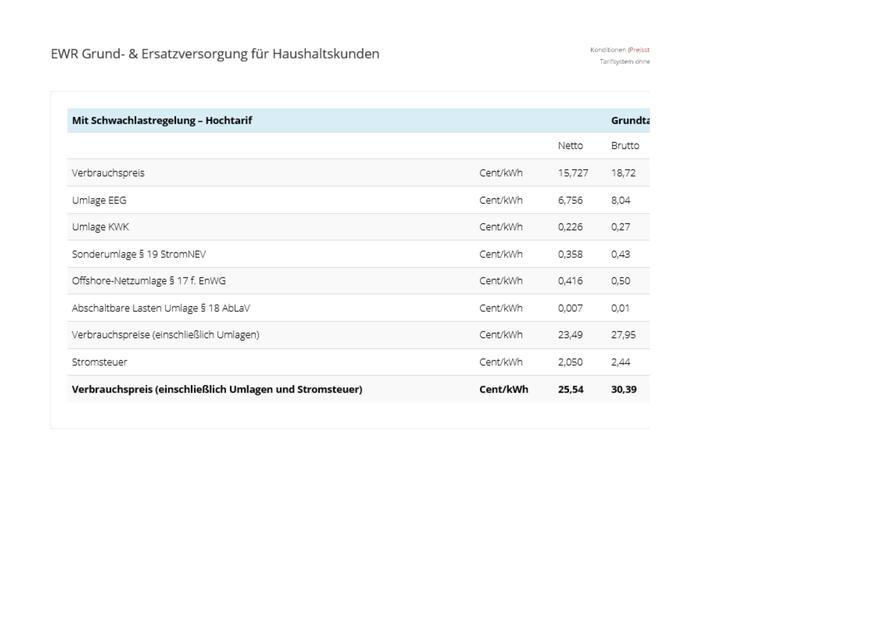 EWR Grund- & Ersatzversorgung für Haushaltskunden
Konditionen (Preisst
Tarifsystem ohne
Mit Schwachlastregelung – Hochtarif Grundta
Netto Brutto
Verbrauchspreis Cent/kWh 15,727 18,72
Umlage EEG Cent/kWh 6,756 8,04
Umlage KWK Cent/kWh 0,226 0,27
Sonderumlage § 19 StromNEV Cent/kWh 0,358 0,43
Offshore-Netzumlage § 17 f. EnWG Cent/kWh 0,416 0,50
Abschaltbare Lasten Umlage § 18 AbLaV Cent/kWh 0,007 0,01
Verbrauchspreise (einschließlich Umlagen) Cent/kWh 23,49 27,95
Stromsteuer Cent/kWh 2,050 2,44
Verbrauchspreis (einschließlich Umlagen und Stromsteuer) Cent/kWh 25,54 30,39